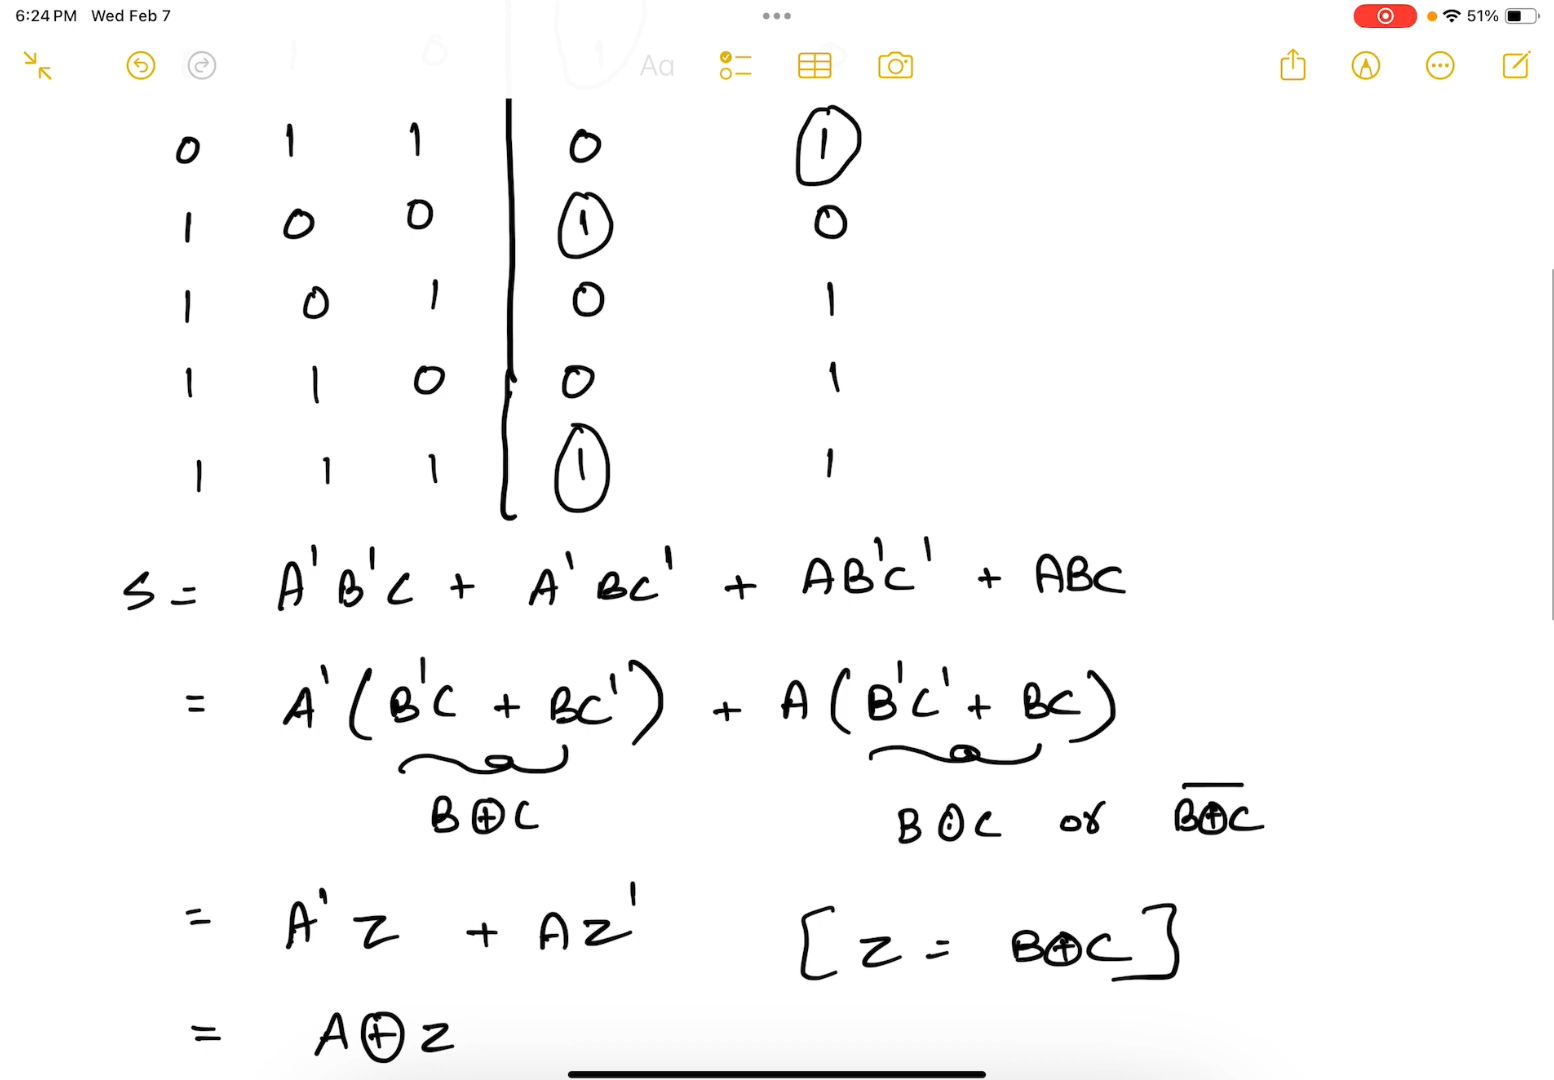 6:24 PM Wed Feb 7
51%
Aa
0 1 1 0 1
1 0 0 1 0
1 0 1 0 1
1 1 0 0 1
1 1 1 1 1
S = A'B'C + A'BC' + AB'C' + ABC
= A'(B'C + BC') + A(B'C' + BC)
B⊕C B⊙C or B̅⊕̅C̅
= A'Z + AZ' [Z = B⊕C]
= A⊕Z